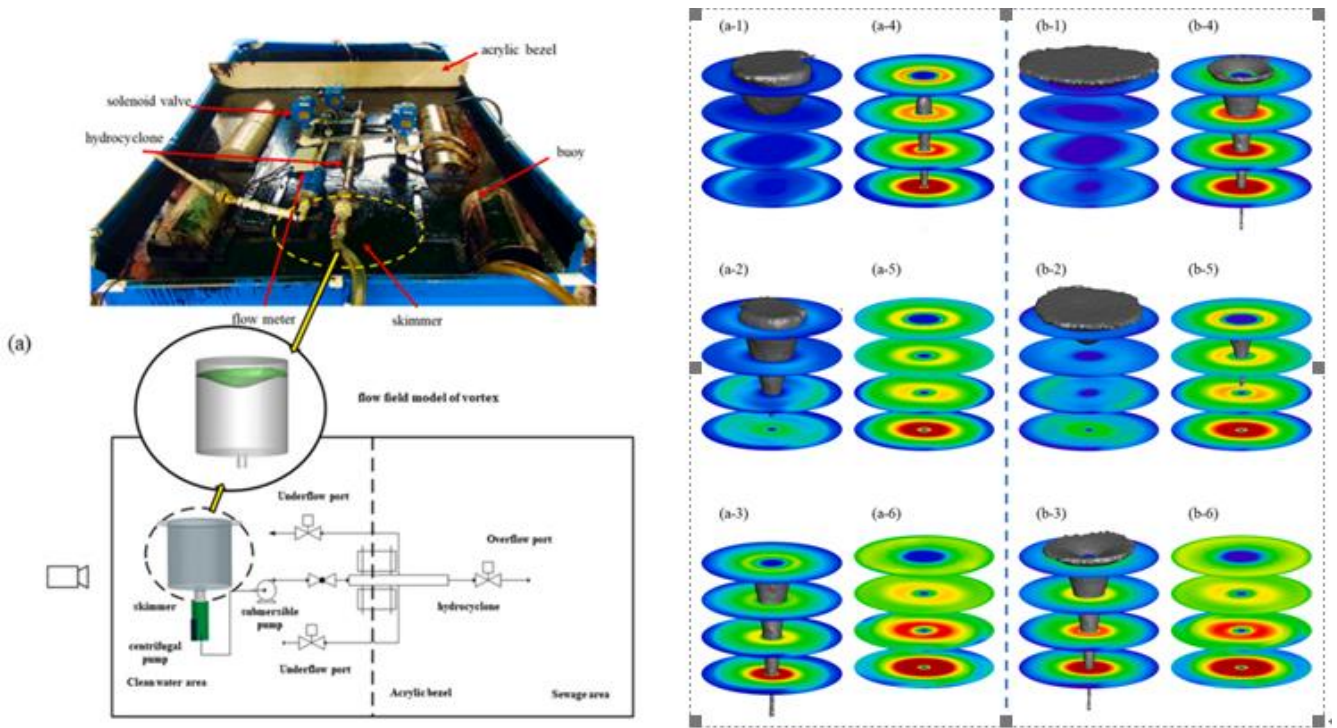 acrylic bezel
solenoid valve
hydrocyclone
buoy
flow meter
skimmer
(a)
flow field model of vortex
Underflow port
Overflow port
skimmer
submersible
pump
hydrocyclone
centrifugal
pump
Underflow port
Clean water area
Acrylic bezel
Sewage area
(a-1)
(a-4)
(b-1)
(b-4)
(a-2)
(a-5)
(b-2)
(b-5)
(a-3)
(a-6)
(b-3)
(b-6)